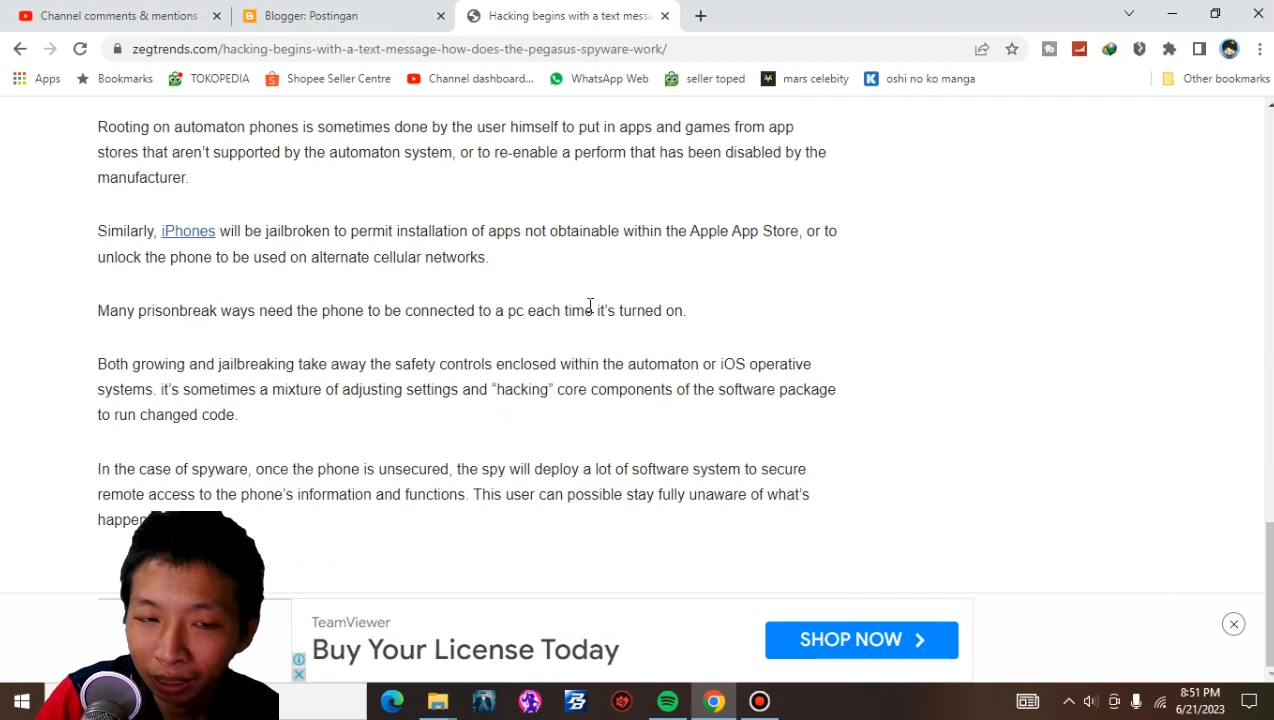 Channel comments & mentions -
Blogger: Postingan
Hacking begins with a text messa
zegtrends.com/hacking-begins-with-a-text-message-how-does-the-pegasus-spyware-work/
Apps
Bookmarks
TOKOPEDIA
Shopee Seller Centre
Channel dashboard...
WhatsApp Web
seller toped
mars celebity
oshi no ko manga
Other bookmarks
Rooting on automaton phones is sometimes done by the user himself to put in apps and games from app
stores that aren’t supported by the automaton system, or to re-enable a perform that has been disabled by the
manufacturer.
Similarly, iPhones will be jailbroken to permit installation of apps not obtainable within the Apple App Store, or to
unlock the phone to be used on alternate cellular networks.
Many prisonbreak ways need the phone to be connected to a pc each time it’s turned on.
Both growing and jailbreaking take away the safety controls enclosed within the automaton or iOS operative
systems. it’s sometimes a mixture of adjusting settings and “hacking” core components of the software package
to run changed code.
In the case of spyware, once the phone is unsecured, the spy will deploy a lot of software system to secure
remote access to the phone’s information and functions. This user can possible stay fully unaware of what’s
happen
TeamViewer
Buy Your License Today
SHOP NOW
8:51 PM
6/21/2023